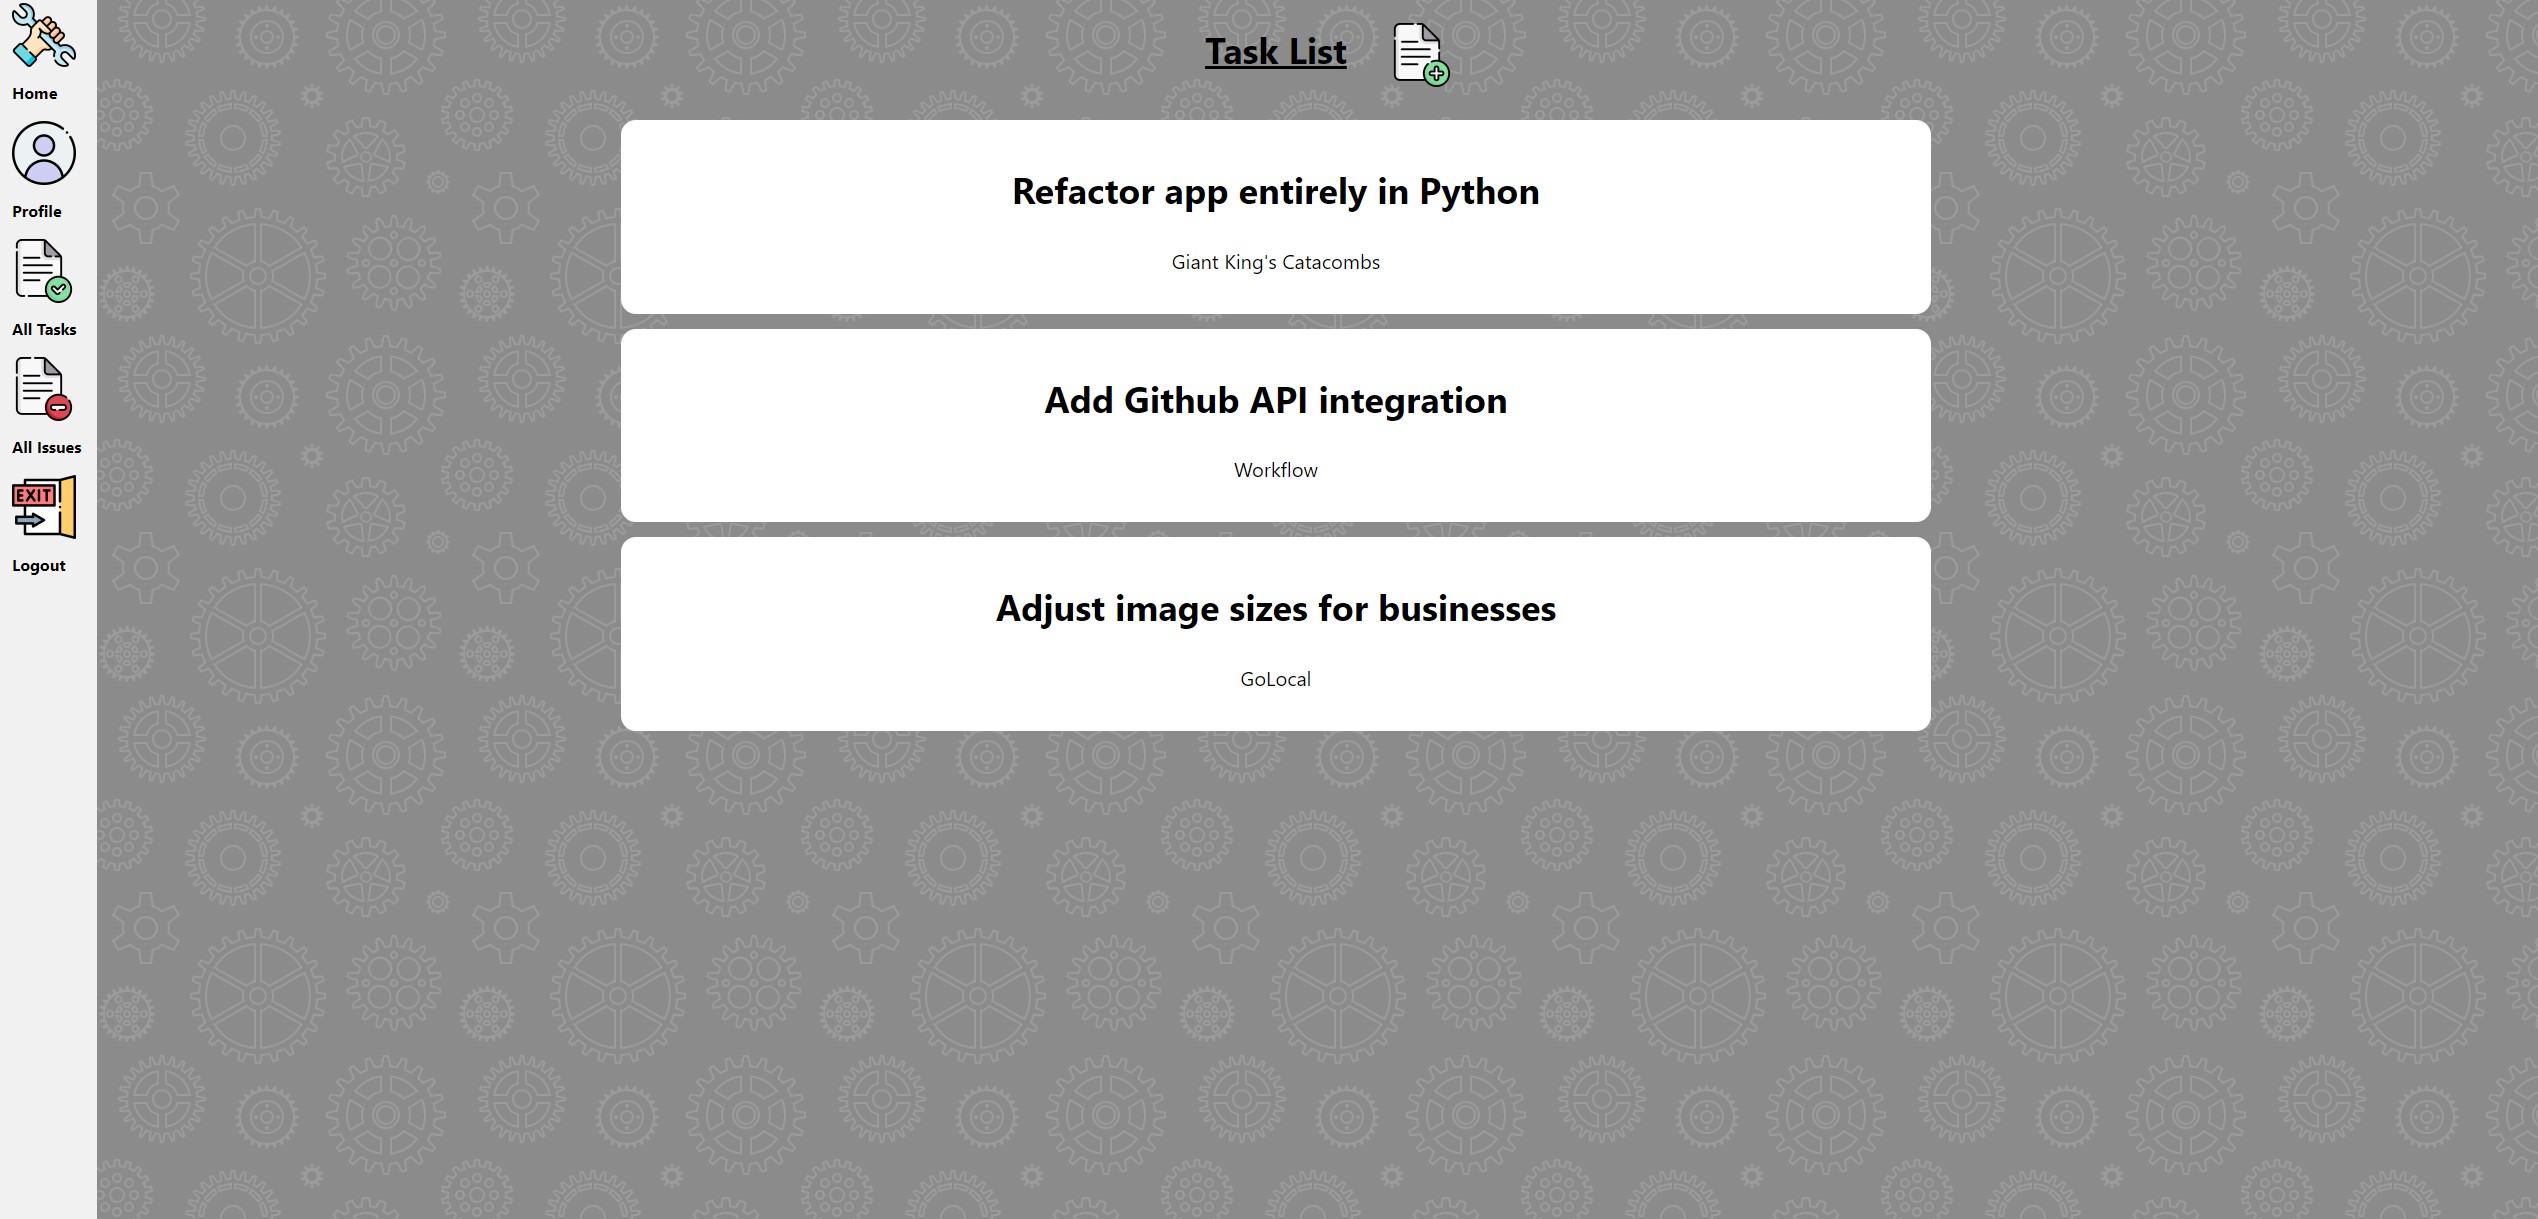 Home
Profile
All Tasks
All Issues
EXIT
Logout
Task List
Refactor app entirely in Python
Giant King's Catacombs
Add Github API integration
Workflow
Adjust image sizes for businesses
GoLocal